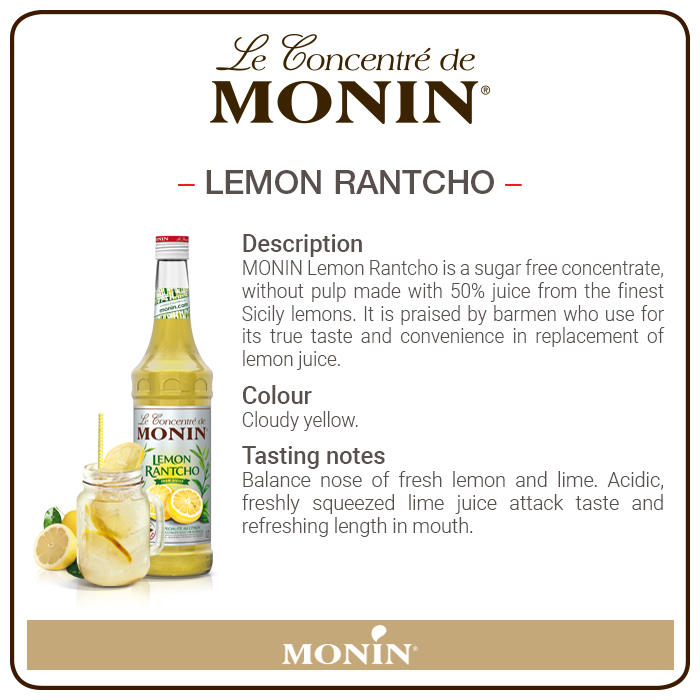 Le Concentré de
MONIN®
– LEMON RANTCHO –
Description
MONIN Lemon Rantcho is a sugar free concentrate,
without pulp made with 50% juice from the finest
Sicily lemons. It is praised by barmen who use for
its true taste and convenience in replacement of
lemon juice.
Colour
Cloudy yellow.
Tasting notes
Balance nose of fresh lemon and lime. Acidic,
freshly squeezed lime juice attack taste and
refreshing length in mouth.
MONIN
monin.com
Le Concentré de
MONIN
LEMON
RANTCHO
MONIN®